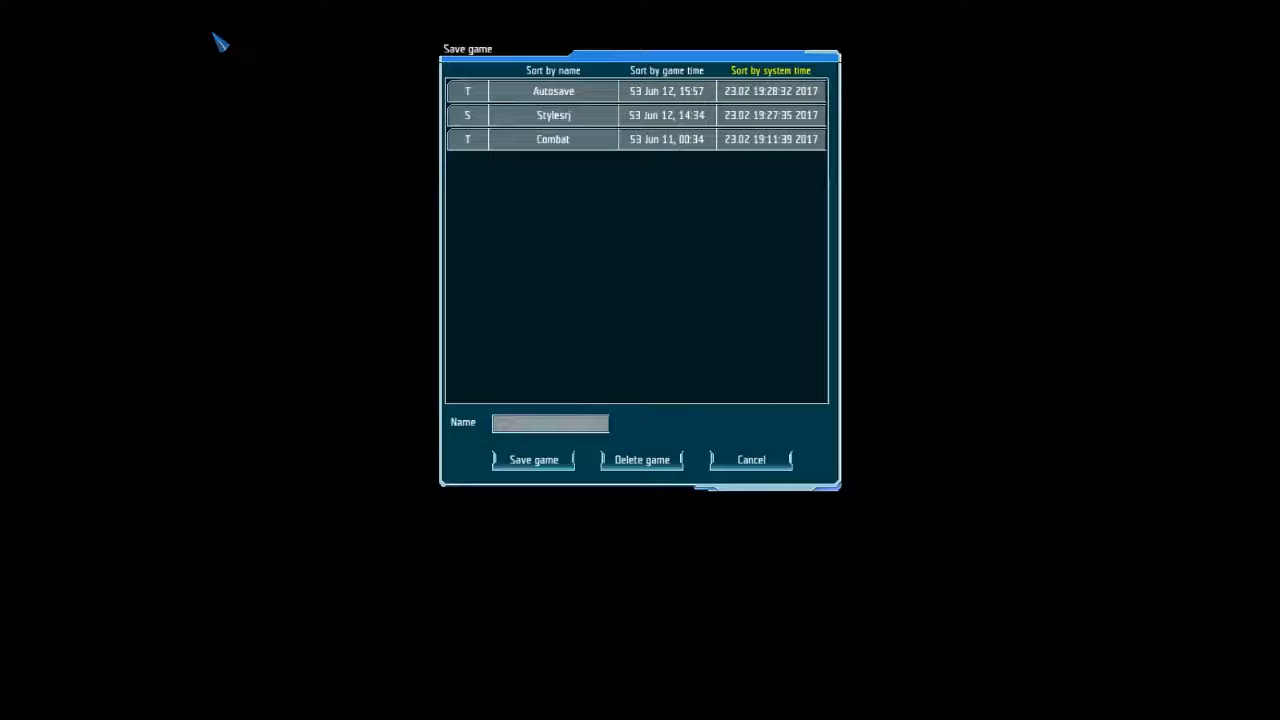 Save game
Sort by name Sort by game time Sort by system time
T Autosave 53 Jun 12, 15:57 23.02 19:28:32 2017
S Stylesrj 53 Jun 12, 14:34 23.02 19:27:35 2017
T Combat 53 Jun 11, 00:34 23.02 19:11:39 2017
Name
Save game Delete game Cancel